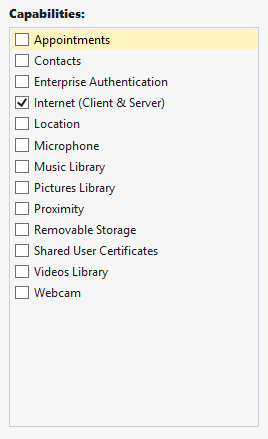 Capabilities:
Appointments
Contacts
Enterprise Authentication
Internet (Client & Server)
Location
Microphone
Music Library
Pictures Library
Proximity
Removable Storage
Shared User Certificates
Videos Library
Webcam